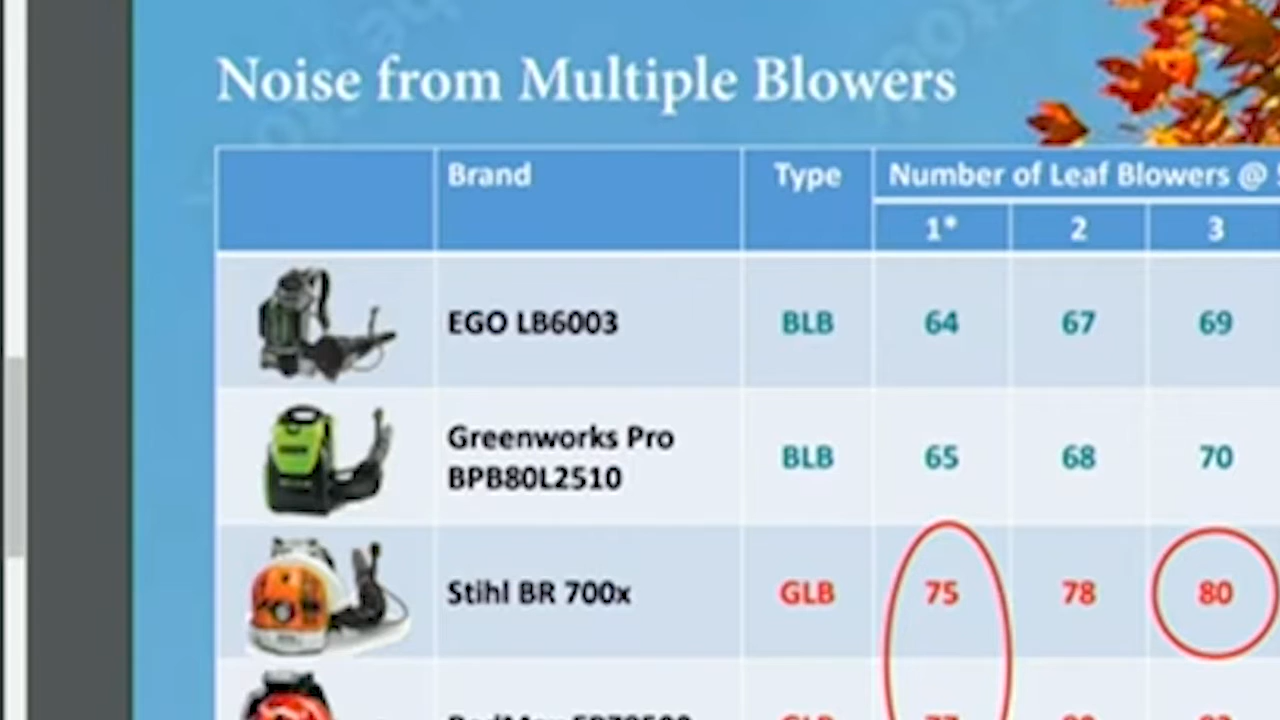 Noise from Multiple Blowers
Brand Type Number of Leaf Blowers @
1* 2 3
EGO LB6003 BLB 64 67 69
Greenworks Pro BLB 65 68 70
BPB80L2510
Stihl BR 700x GLB 75 78 80